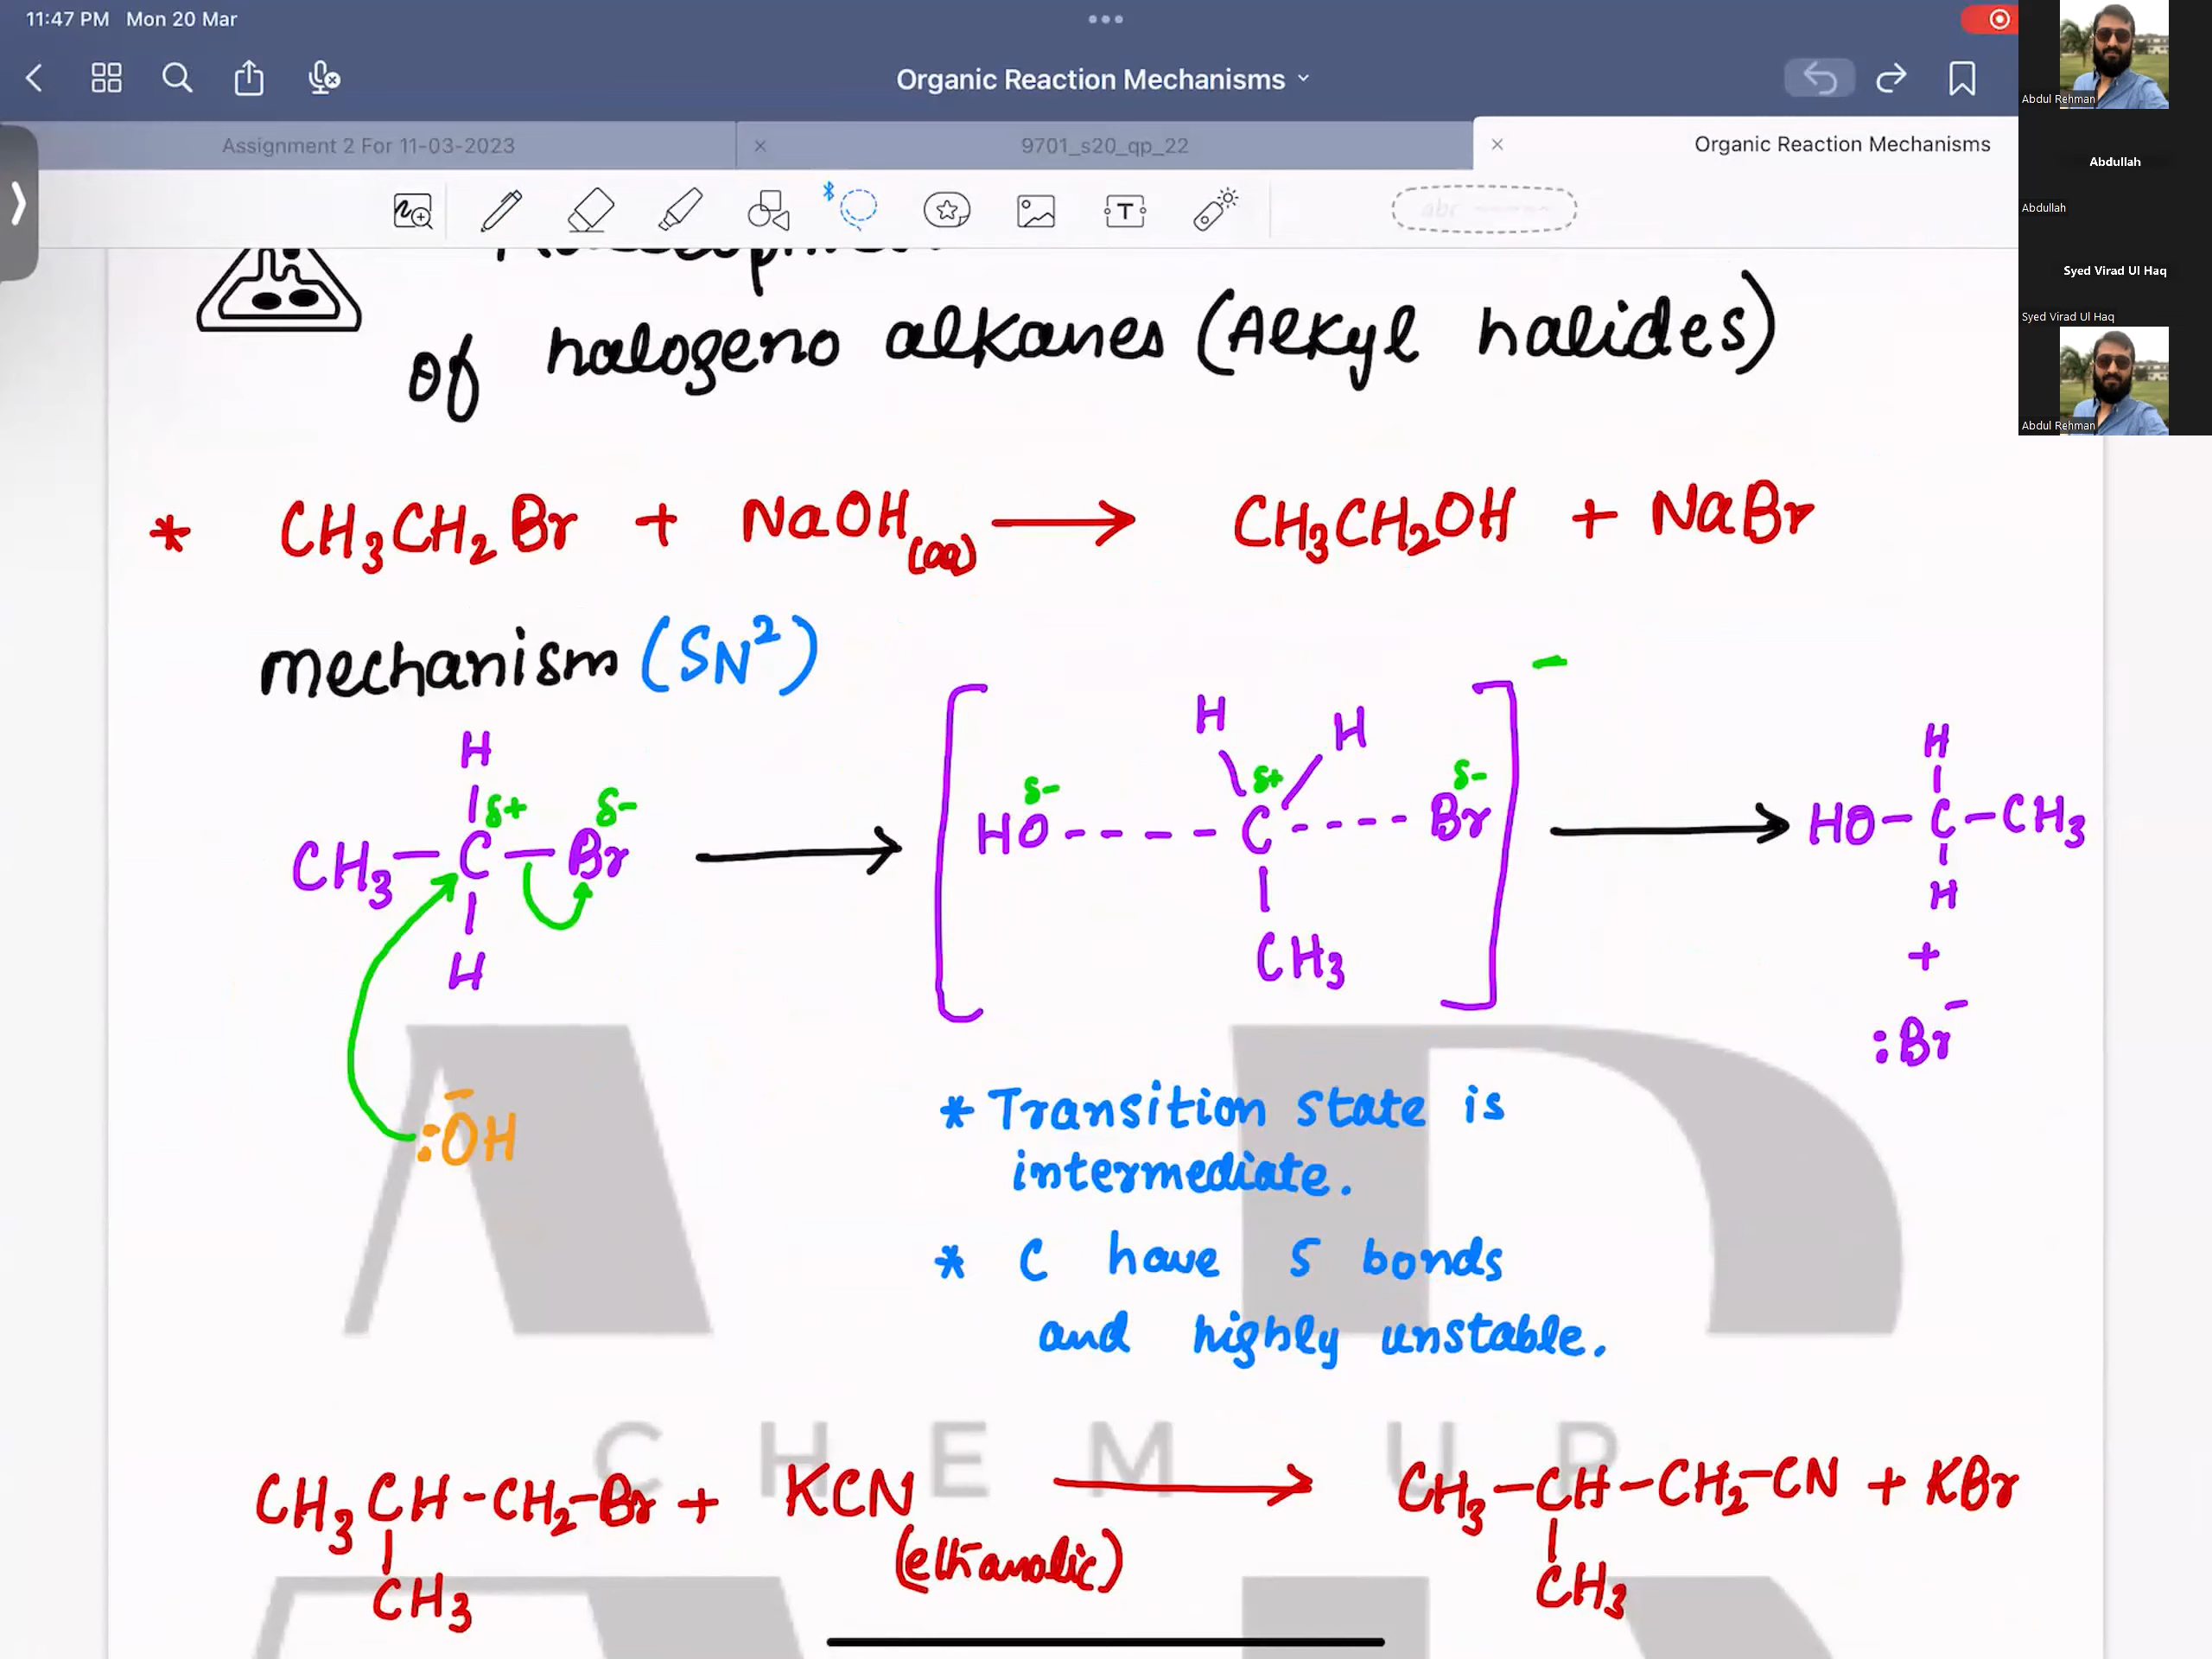 11:47 PM Mon 20 Mar
Organic Reaction Mechanisms
Assignment 2 For 11-03-2023
9701_s20_qp_22
Organic Reaction Mechanisms
T
Abdul Rehman
Abdullah
Abdullah
Syed Virad Ul Haq
Syed Virad Ul Haq
Abdul Rehman
of halogeno alkanes (Alkyl halides)
* CH₃CH₂Br + NaOH(aq) → CH₃CH₂OH + NaBr
mechanism (SN²)
H
δ+ δ-
CH₃-C-Br
H
:OH⁻
[ ]⁻
H H
δ- δ+ δ-
HO----C----Br
CH₃
H
HO-C-CH₃
H
+
:Br⁻
* Transition state is
intermediate.
* C have 5 bonds
and highly unstable.
CHEM UP
CH₃CH-CH₂-Br + KCN → CH₃-CH-CH₂-CN + KBr
(ethanolic)
CH₃ CH₃